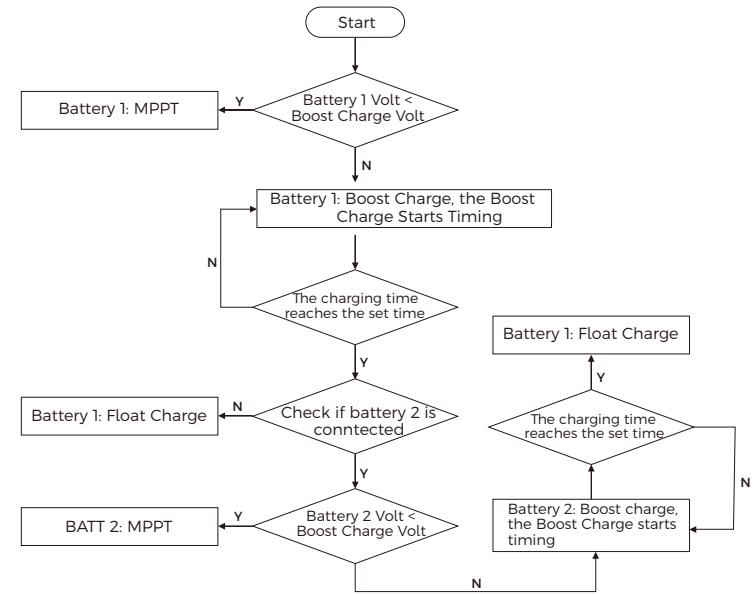 Start
Battery 1 Volt <
Boost Charge Volt
Y
Battery 1: MPPT
N
Battery 1: Boost Charge, the Boost
Charge Starts Timing
N
The charging time
reaches the set time
Y
Check if battery 2 is
conntected
N
Battery 1: Float Charge
Y
Battery 2 Volt <
Boost Charge Volt
Y
BATT 2: MPPT
N
Battery 2: Boost charge,
the Boost Charge starts
timing
The charging time
reaches the set time
N
Y
Battery 1: Float Charge